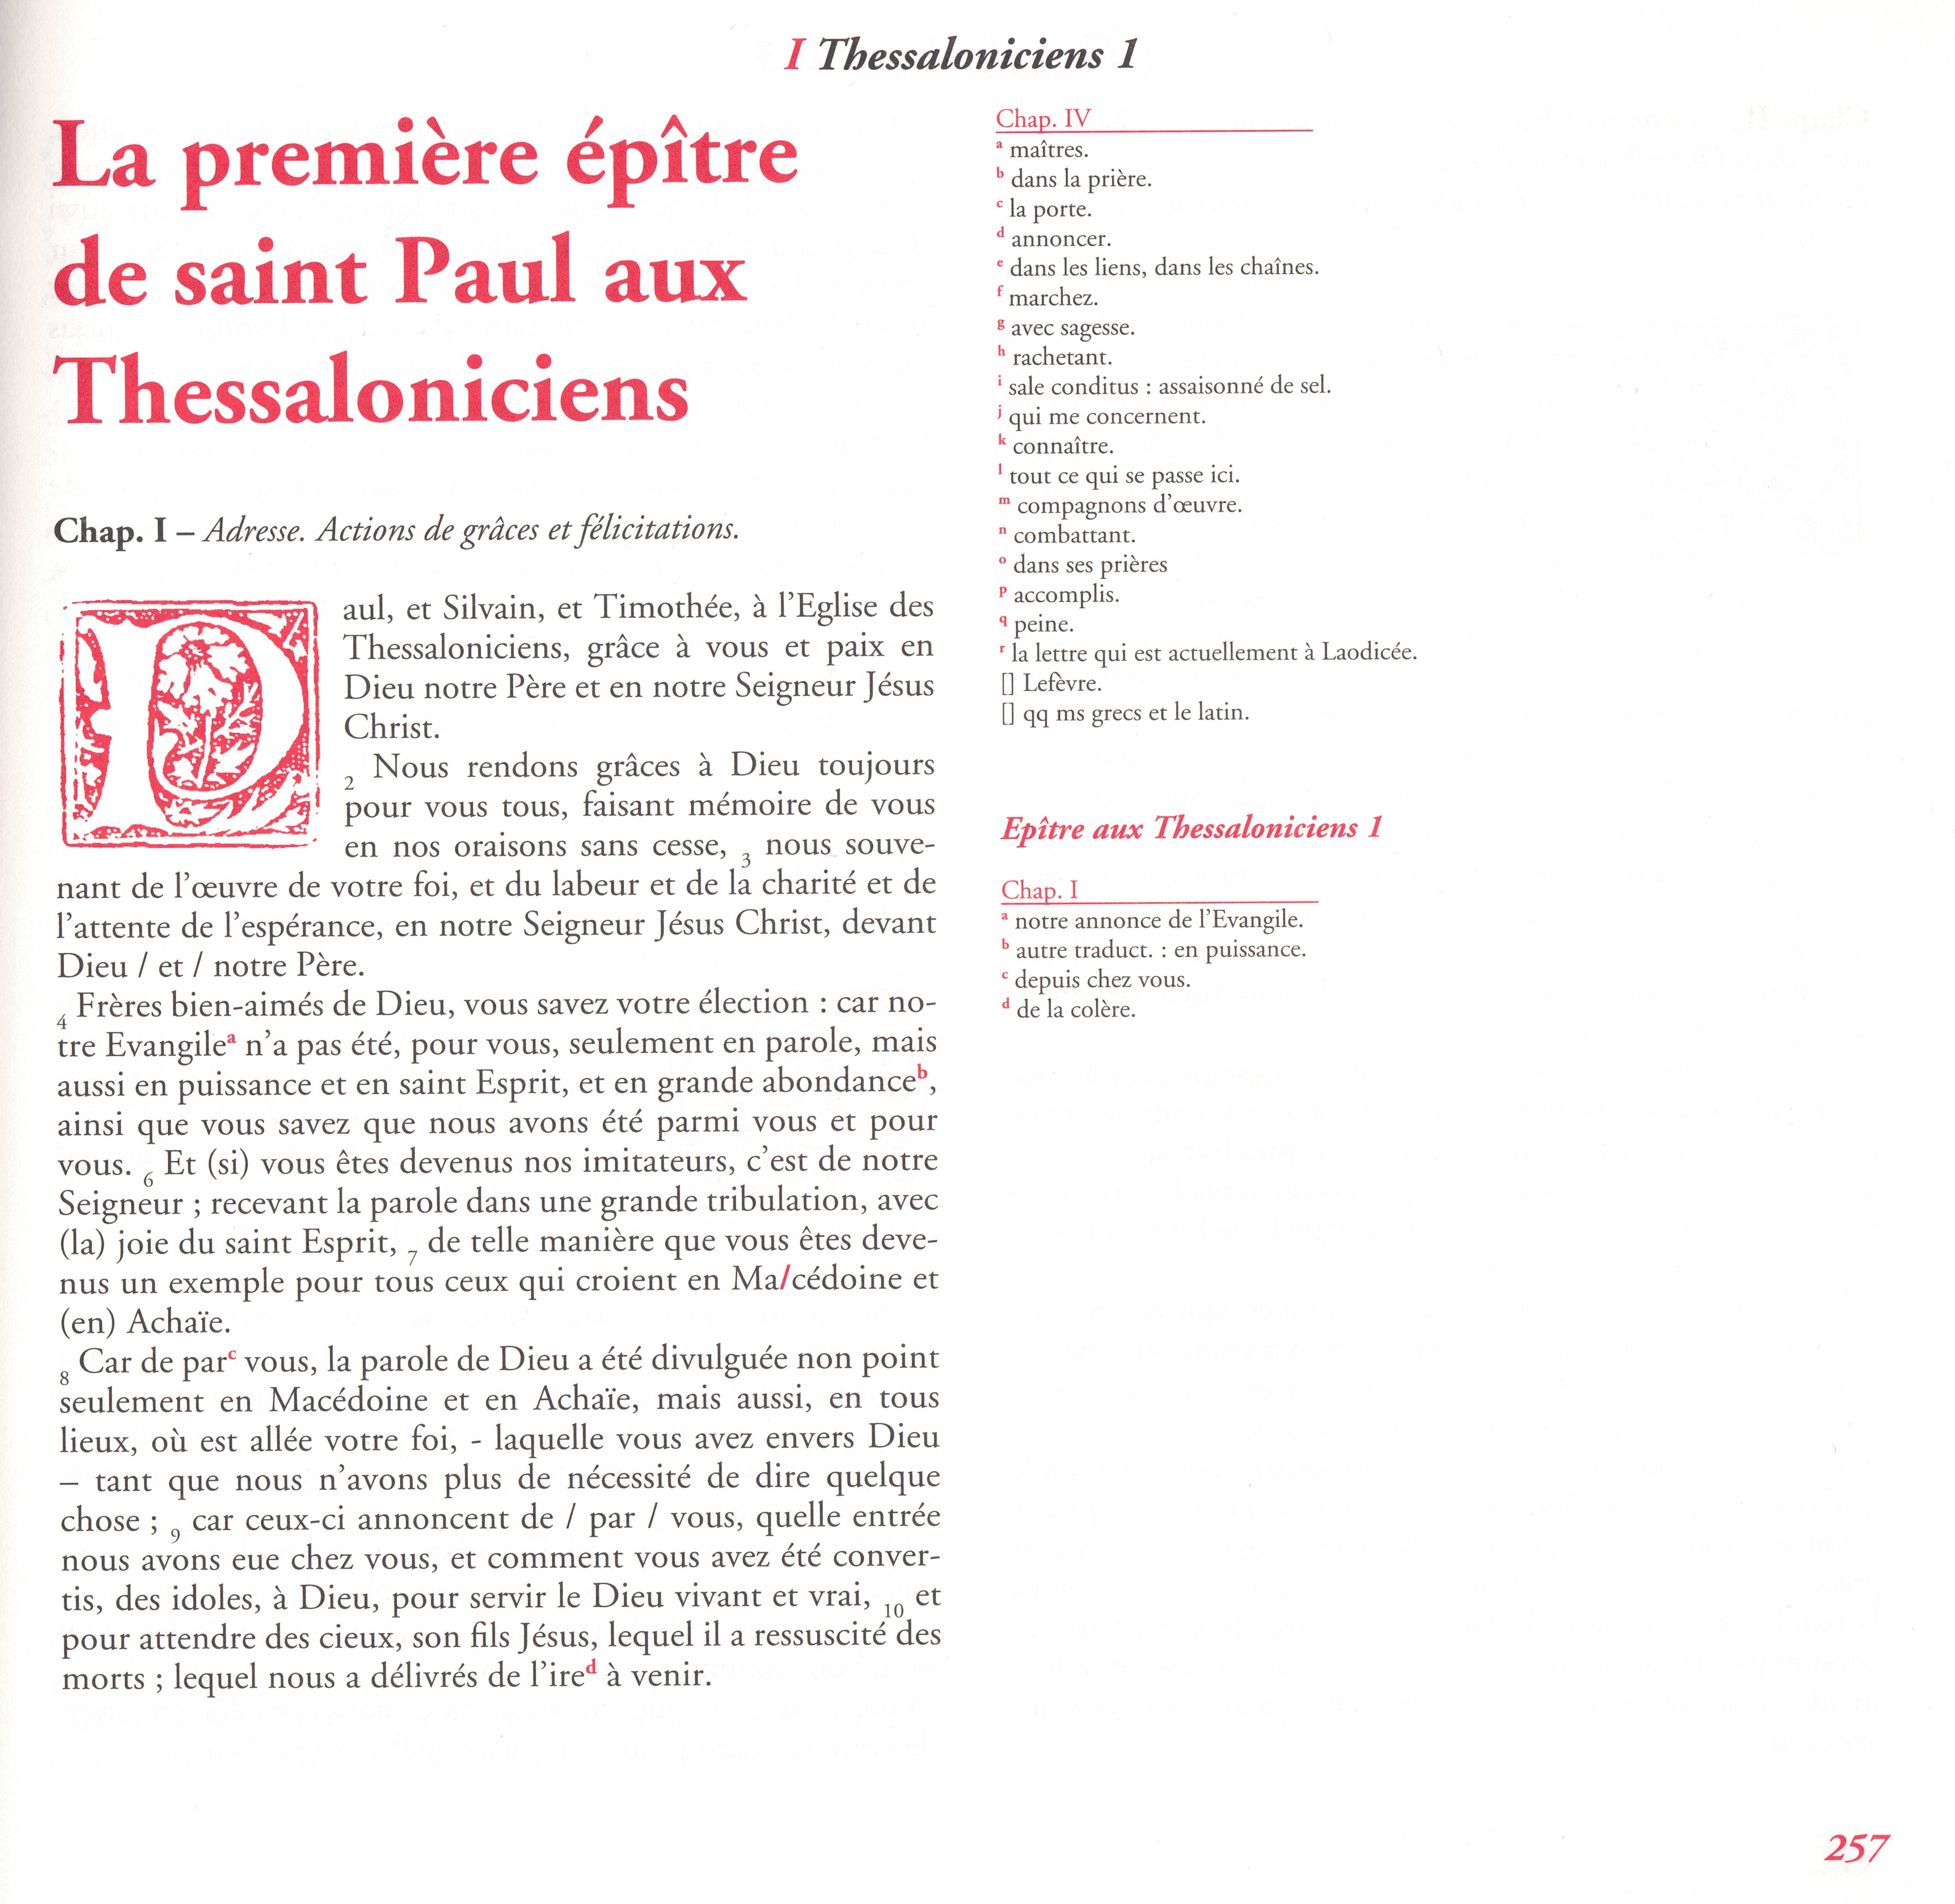 I Thessaloniciens 1
La première épître
de saint Paul aux
Thessaloniciens
Chap. I – Adresse. Actions de grâces et félicitations.
Paul, et Silvain, et Timothée, à l’Eglise des
Thessaloniciens, grâce à vous et paix en
Dieu notre Père et en notre Seigneur Jésus
Christ.
2 Nous rendons grâces à Dieu toujours
pour vous tous, faisant mémoire de vous
en nos oraisons sans cesse, 3 nous souve-
nant de l’œuvre de votre foi, et du labeur et de la charité et de
l’attente de l’espérance, en notre Seigneur Jésus Christ, devant
Dieu / et / notre Père.
4 Frères bien-aimés de Dieu, vous savez votre élection : car no-
tre Evangile a n’a pas été, pour vous, seulement en parole, mais
aussi en puissance et en saint Esprit, et en grande abondance b,
ainsi que vous savez que nous avons été parmi vous et pour
vous. 6 Et (si) vous êtes devenus nos imitateurs, c’est de notre
Seigneur ; recevant la parole dans une grande tribulation, avec
(la) joie du saint Esprit, 7 de telle manière que vous êtes deve-
nus un exemple pour tous ceux qui croient en Ma/cédoine et
(en) Achaïe.
8 Car de par c vous, la parole de Dieu a été divulguée non point
seulement en Macédoine et en Achaïe, mais aussi, en tous
lieux, où est allée votre foi, - laquelle vous avez envers Dieu
– tant que nous n’avons plus de nécessité de dire quelque
chose ; 9 car ceux-ci annoncent de / par / vous, quelle entrée
nous avons eue chez vous, et comment vous avez été conver-
tis, des idoles, à Dieu, pour servir le Dieu vivant et vrai, 10 et
pour attendre des cieux, son fils Jésus, lequel il a ressuscité des
morts ; lequel nous a délivrés de l’ire d à venir.
Chap. IV
a maîtres.
b dans la prière.
c la porte.
d annoncer.
e dans les liens, dans les chaînes.
f marchez.
g avec sagesse.
h rachetant.
i sale conditus : assaisonné de sel.
j qui me concernent.
k connaître.
l tout ce qui se passe ici.
m compagnons d’œuvre.
n combattant.
o dans ses prières
p accomplis.
q peine.
r la lettre qui est actuellement à Laodicée.
[] Lefèvre.
[] qq ms grecs et le latin.
Epître aux Thessaloniciens 1
Chap. I
a notre annonce de l’Evangile.
b autre traduct. : en puissance.
c depuis chez vous.
d de la colère.
257